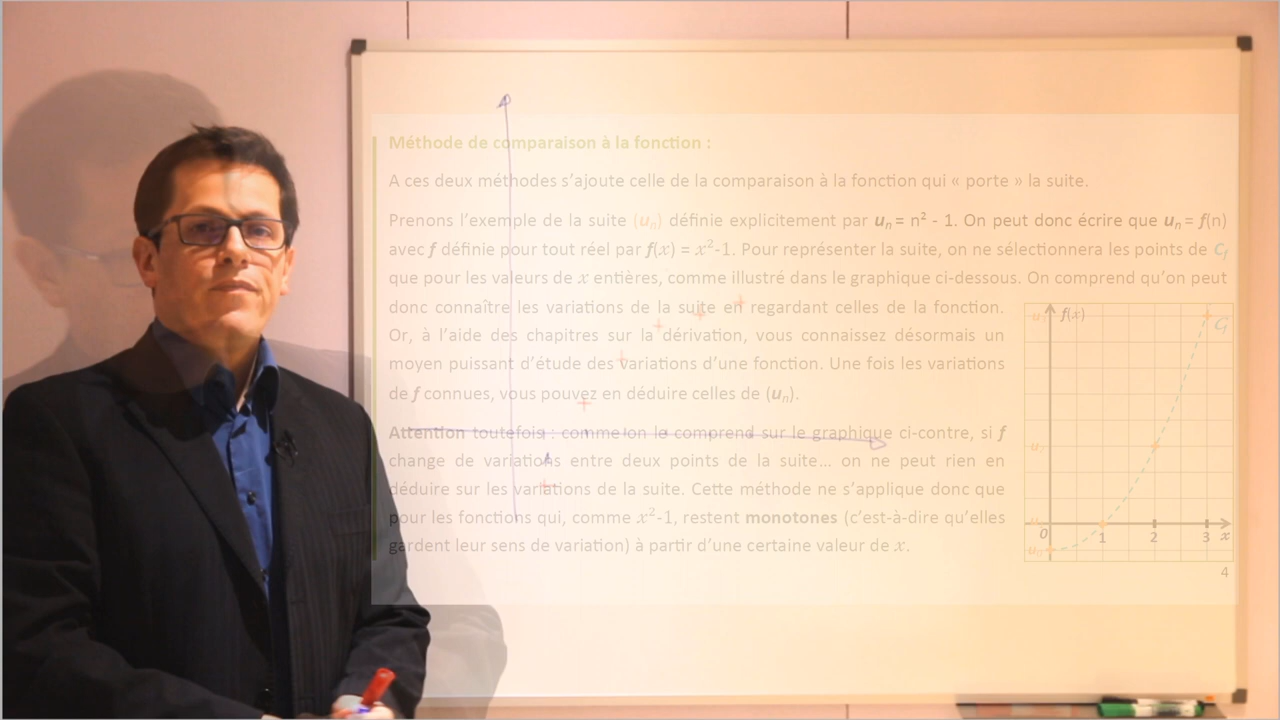 Méthode de comparaison à la fonction :
A ces deux méthodes s’ajoute celle de la comparaison à la fonction qui « porte » la suite.
Prenons l’exemple de la suite (uₙ) définie explicitement par uₙ = n² - 1. On peut donc écrire que uₙ = f(n)
avec f définie pour tout réel par f(x) = x²-1. Pour représenter la suite, on ne sélectionnera les points de Cf
que pour les valeurs de x entières, comme illustré dans le graphique ci-dessous. On comprend qu’on peut
donc connaître les variations de la suite en regardant celles de la fonction.
Or, à l’aide des chapitres sur la dérivation, vous connaissez désormais un
moyen puissant d’étude des variations d’une fonction. Une fois les variations
de f connues, vous pouvez en déduire celles de (uₙ).
Attention toutefois : comme on le comprend sur le graphique ci-contre, si f
change de variations entre deux points de la suite… on ne peut rien en
déduire sur les variations de la suite. Cette méthode ne s’applique donc que
pour les fonctions qui, comme x²-1, restent monotones (c’est-à-dire qu’elles
gardent leur sens de variation) à partir d’une certaine valeur de x.
f(x)
Cf
u₂
0 1 2 3 x
u₀
4